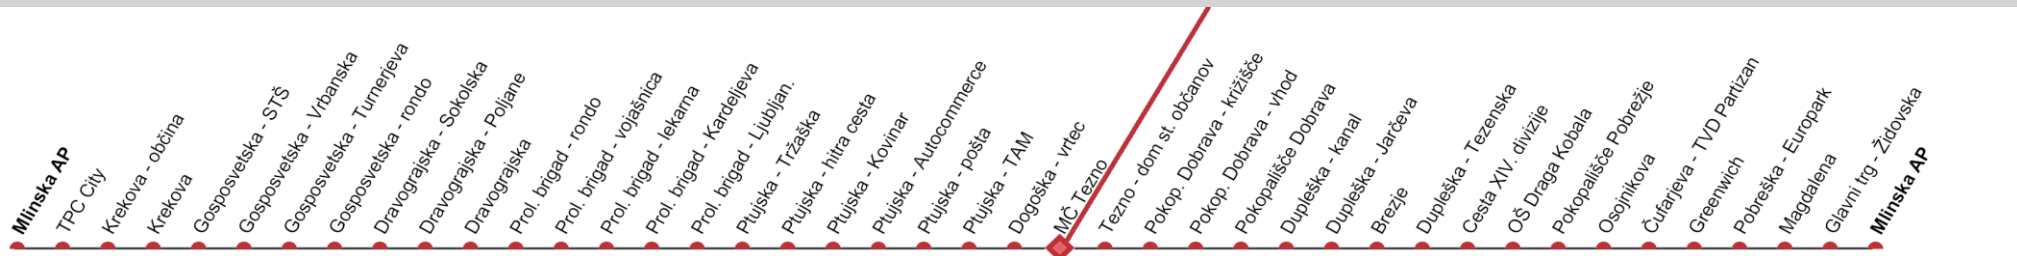 Mlinska AP
TPC City
Krekova - občina
Krekova
Gosposvetska - STŠ
Gosposvetska - Vrbanska
Gosposvetska - Turnerjeva
Gosposvetska - rondo
Dravograjska - Sokolska
Dravograjska - Poljane
Dravograjska
Prol. brigad - rondo
Prol. brigad - vojašnica
Prol. brigad - lekarna
Prol. brigad - Kardeljeva
Prol. brigad - Ljubljan.
Ptujska - Tržaška
Ptujska - hitra cesta
Ptujska - Kovinar
Ptujska - Autocommerce
Ptujska - pošta
Ptujska - TAM
Dogoška - vrtec
MČ Tezno
Tezno - dom st. občanov
Pokop. Dobrava - križišče
Pokop. Dobrava - vhod
Pokopališče Dobrava
Dupleška - kanal
Dupleška - Jarčeva
Brezje
Dupleška - Tezenska
Cesta XIV. divizije
OŠ Draga Kobala
Pokopališče Pobrežje
Osojnikova
Čufarjeva - TVD Partizan
Greenwich
Pobreška - Europark
Magdalena
Glavni trg - Židovska
Mlinska AP